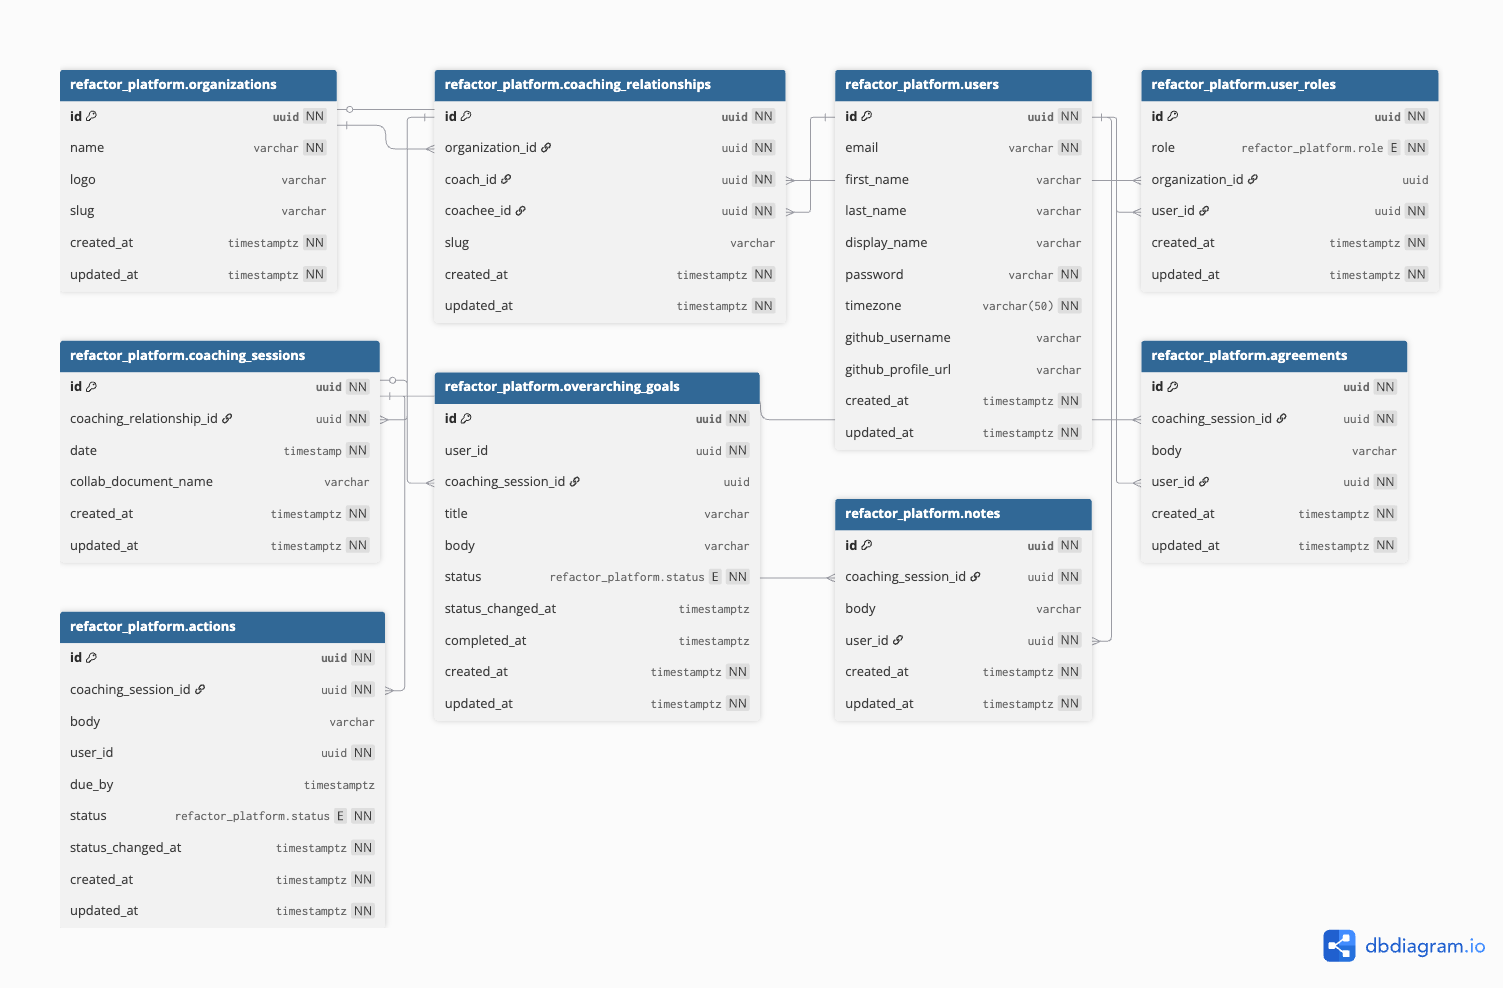 refactor_platform.organizations
id uuid NN
name varchar NN
logo varchar
slug varchar
created_at timestamptz NN
updated_at timestamptz NN
refactor_platform.coaching_relationships
id uuid NN
organization_id uuid NN
coach_id uuid NN
coachee_id uuid NN
slug varchar
created_at timestamptz NN
updated_at timestamptz NN
refactor_platform.users
id uuid NN
email varchar NN
first_name varchar
last_name varchar
display_name varchar
password varchar NN
timezone varchar(50) NN
github_username varchar
github_profile_url varchar
created_at timestamptz NN
updated_at timestamptz NN
refactor_platform.user_roles
id uuid NN
role refactor_platform.role E NN
organization_id uuid
user_id uuid NN
created_at timestamptz NN
updated_at timestamptz NN
refactor_platform.coaching_sessions
id uuid NN
coaching_relationship_id uuid NN
date timestamp NN
collab_document_name varchar
created_at timestamptz NN
updated_at timestamptz NN
refactor_platform.overarching_goals
id uuid NN
user_id uuid NN
coaching_session_id uuid
title varchar
body varchar
status refactor_platform.status E NN
status_changed_at timestamptz
completed_at timestamptz
created_at timestamptz NN
updated_at timestamptz NN
refactor_platform.agreements
id uuid NN
coaching_session_id uuid NN
body varchar
user_id uuid NN
created_at timestamptz NN
updated_at timestamptz NN
refactor_platform.notes
id uuid NN
coaching_session_id uuid NN
body varchar
user_id uuid NN
created_at timestamptz NN
updated_at timestamptz NN
refactor_platform.actions
id uuid NN
coaching_session_id uuid NN
body varchar
user_id uuid NN
due_by timestamptz
status refactor_platform.status E NN
status_changed_at timestamptz NN
created_at timestamptz NN
updated_at timestamptz NN
dbdiagram.io